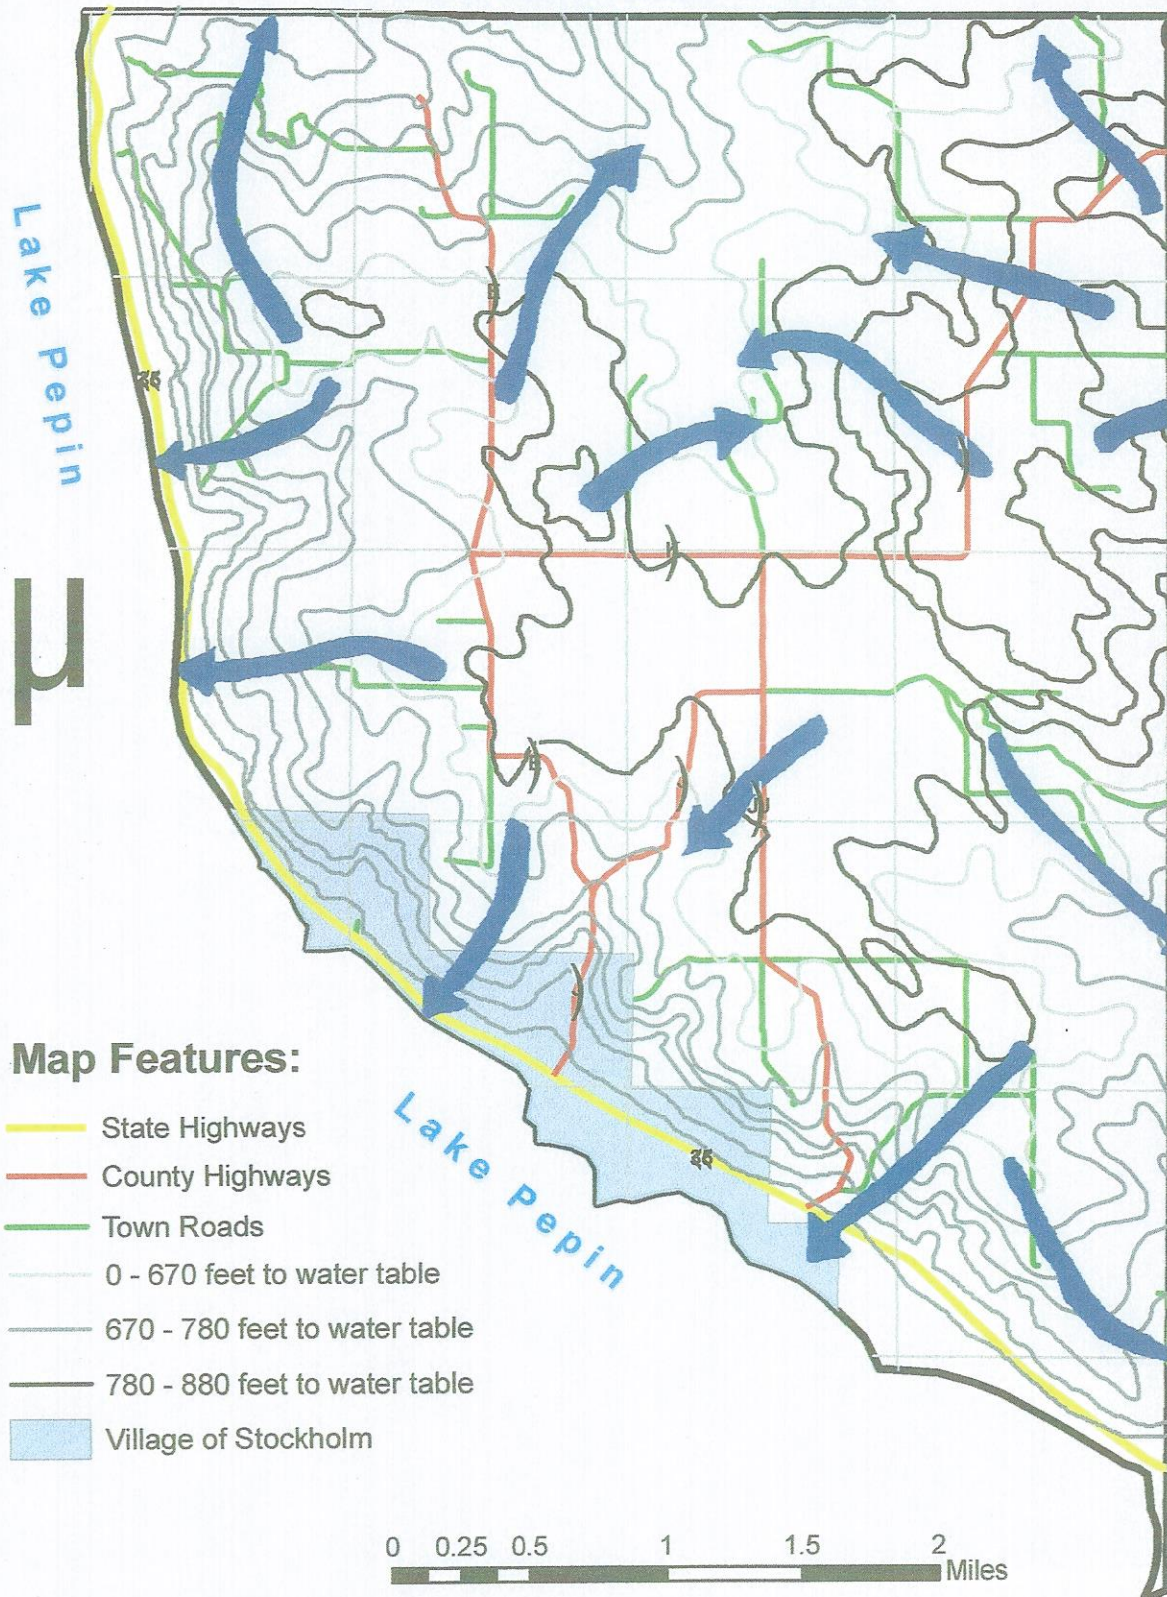 Lake Pepin
35
µ
Lake Pepin
35
Map Features:
State Highways
County Highways
Town Roads
0 - 670 feet to water table
670 - 780 feet to water table
780 - 880 feet to water table
Village of Stockholm
0 0.25 0.5 1 1.5 2
Miles